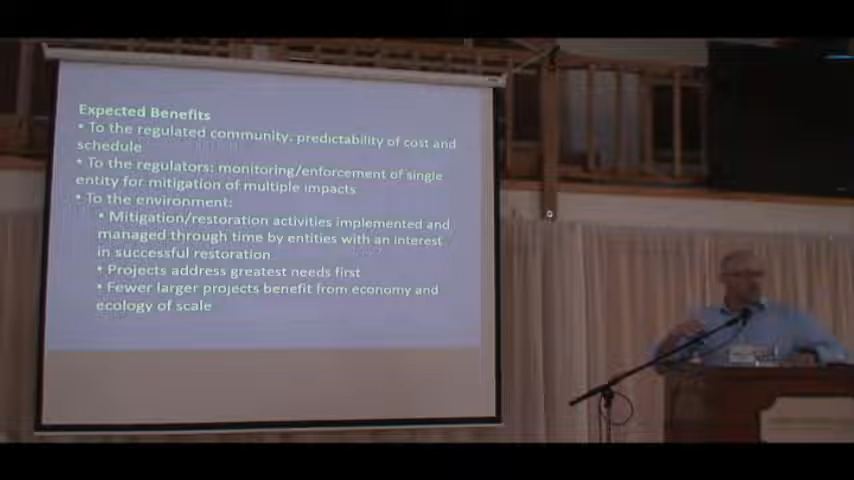 Expected Benefits
• To the regulated community: predictability of cost and
schedule
• To the regulators: monitoring/enforcement of single
entity for mitigation of multiple impacts
• To the environment:
• Mitigation/restoration activities implemented and
managed through time by entities with an interest
in successful restoration
• Projects address greatest needs first
• Fewer larger projects benefit from economy and
ecology of scale